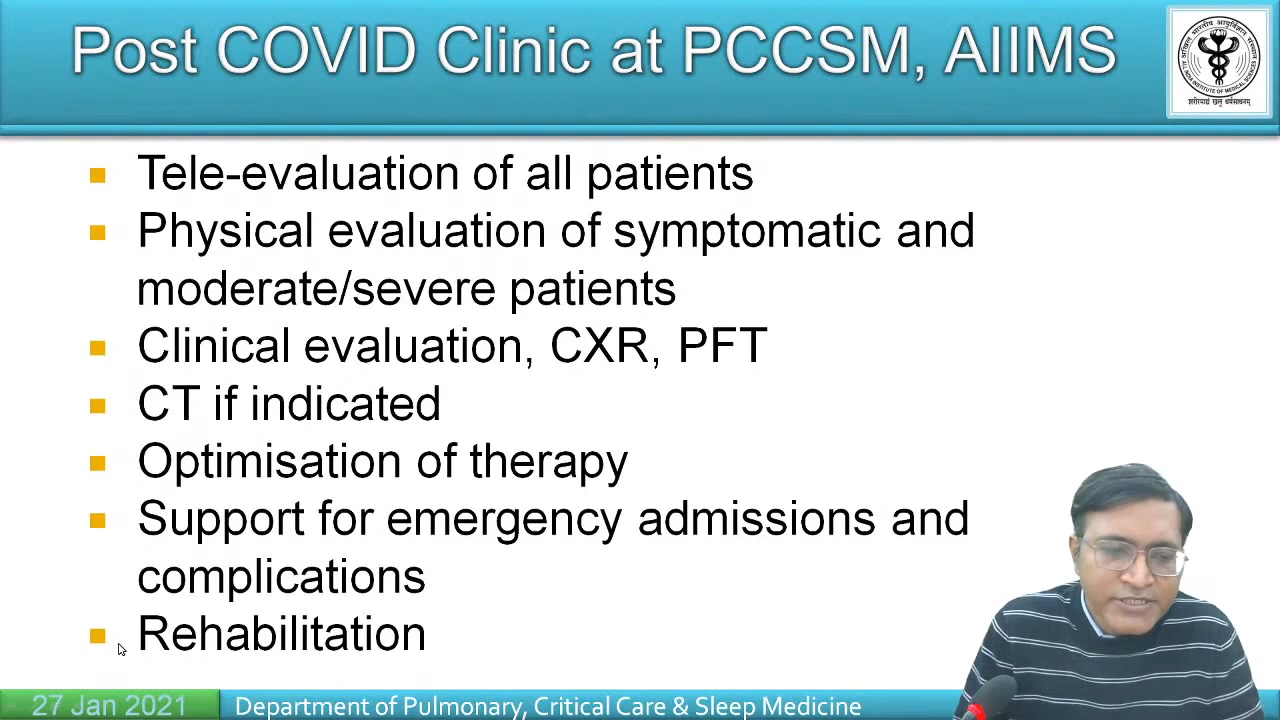 Post COVID Clinic at PCCSM, AIIMS
Tele-evaluation of all patients
Physical evaluation of symptomatic and
moderate/severe patients
Clinical evaluation, CXR, PFT
CT if indicated
Optimisation of therapy
Support for emergency admissions and
complications
Rehabilitation
27 Jan 2021
Department of Pulmonary, Critical Care & Sleep Medicine